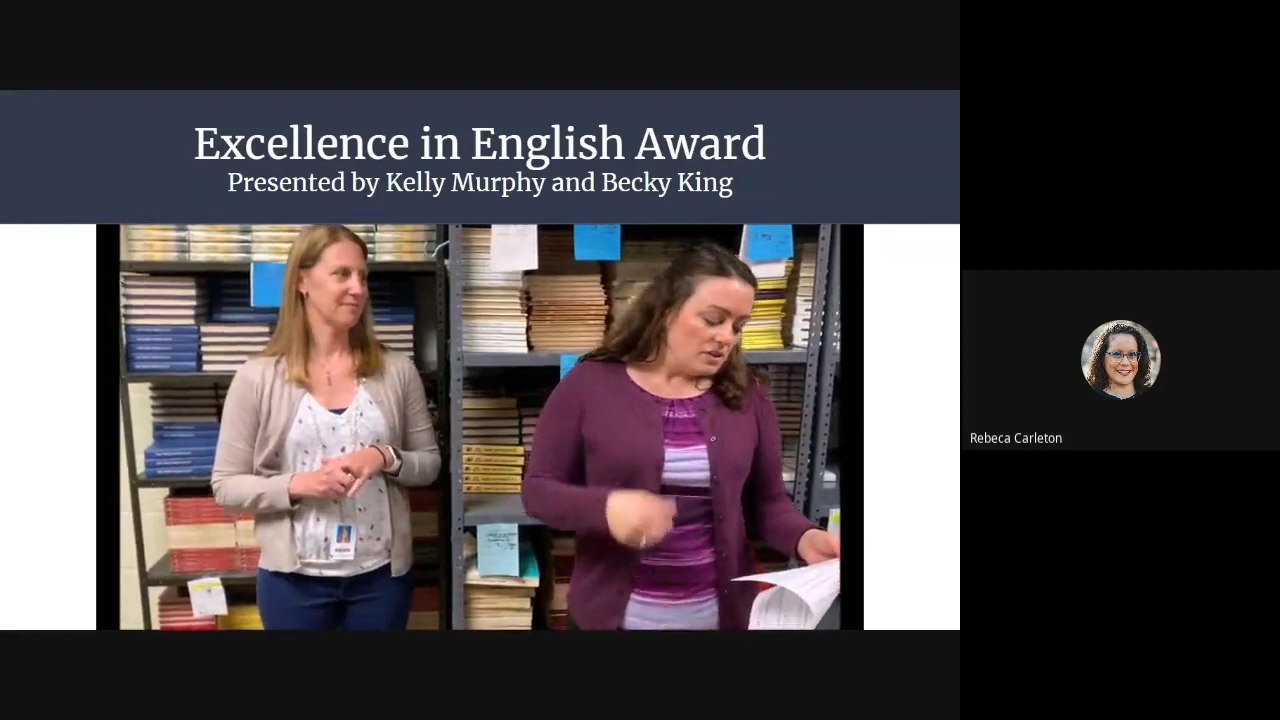 Excellence in English Award
Presented by Kelly Murphy and Becky King
Rebeca Carleton